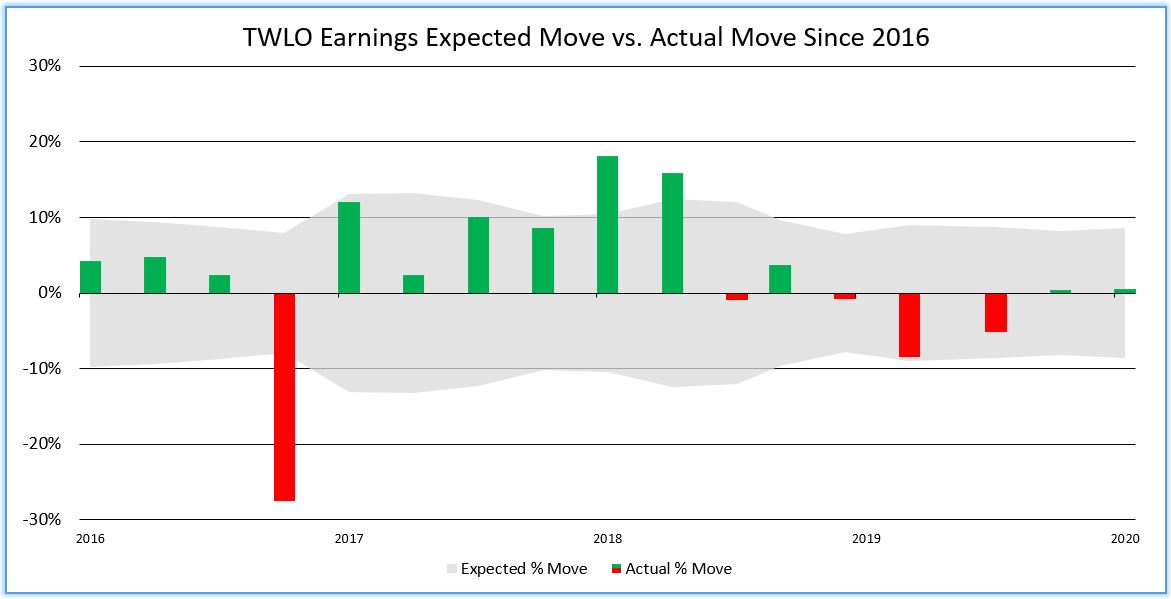 TWLO Earnings Expected Move vs. Actual Move Since 2016
30%
20%
10%
0%
-10%
-20%
-30%
2016 2017 2018 2019 2020
Expected % Move Actual % Move